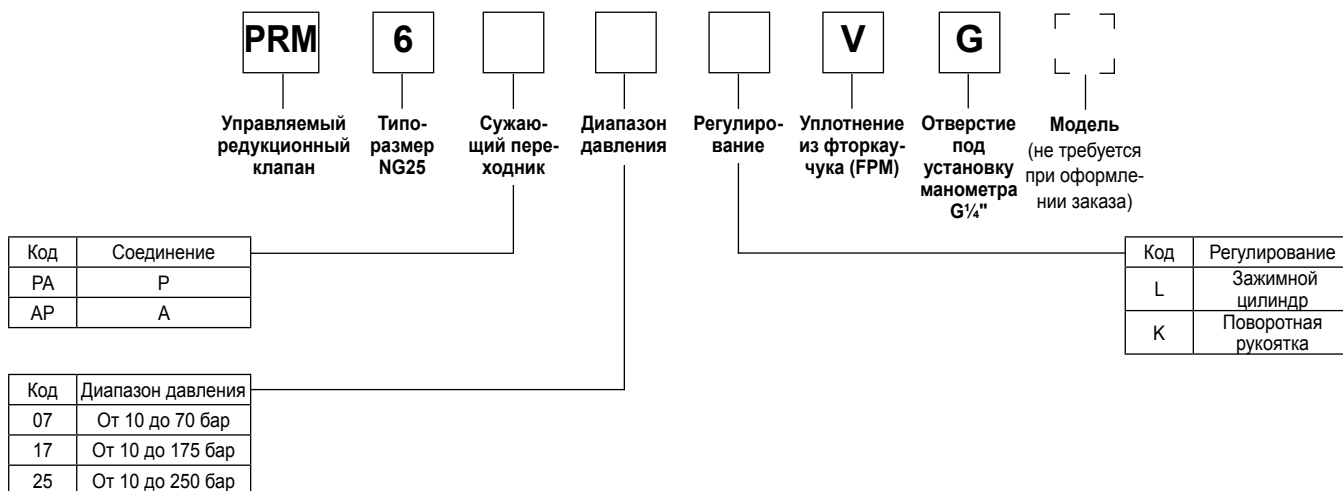 PRM 6 V G
Управляемый
редукционный
клапан
Типо-
размер
NG25
Сужаю-
щий пере-
ходник
Диапазон
давления
Регулиро-
вание
Уплотнение
из фторкау-
чука (FPM)
Отверстие
под
установку
манометра
G¼"
Модель
(не требуется
при оформле-
нии заказа)
Код Соединение
PA P
AP A
Код Регулирование
L Зажимной
цилиндр
K Поворотная
рукоятка
Код Диапазон давления
07 От 10 до 70 бар
17 От 10 до 175 бар
25 От 10 до 250 бар